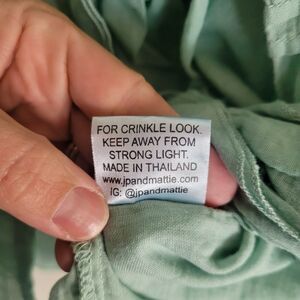 FOR CRINKLE LOOK.
KEEP AWAY FROM
STRONG LIGHT.
MADE IN THAILAND
www.jpandmattie.com
IG: @jpandmattie